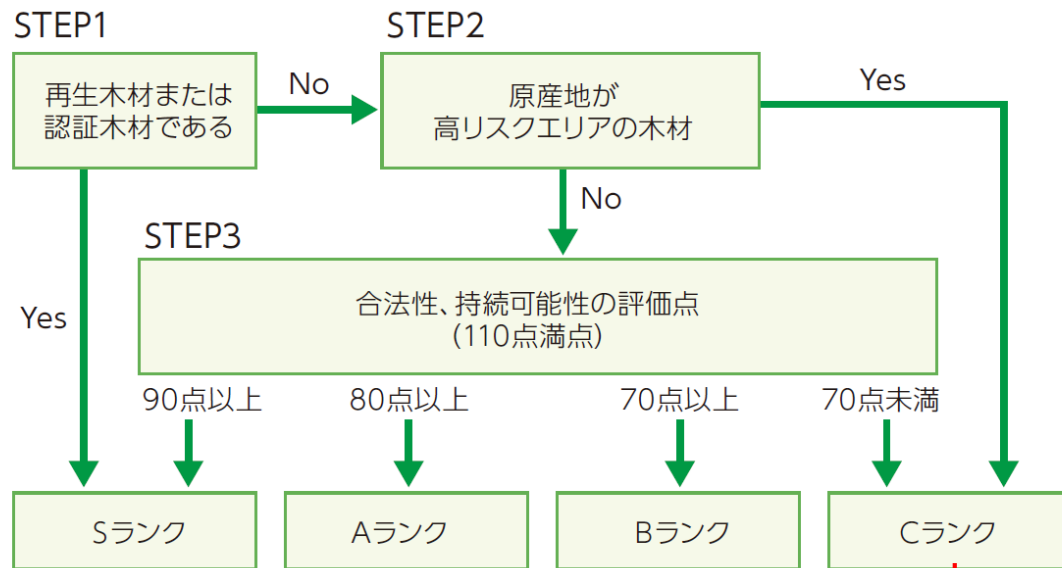 STEP1
STEP2
再生木材または
認証木材である
No
原産地が
高リスクエリアの木材
Yes
No
STEP3
合法性、持続可能性の評価点
(110点満点)
Yes
90点以上
80点以上
70点以上
70点未満
Sランク
Aランク
Bランク
Cランク